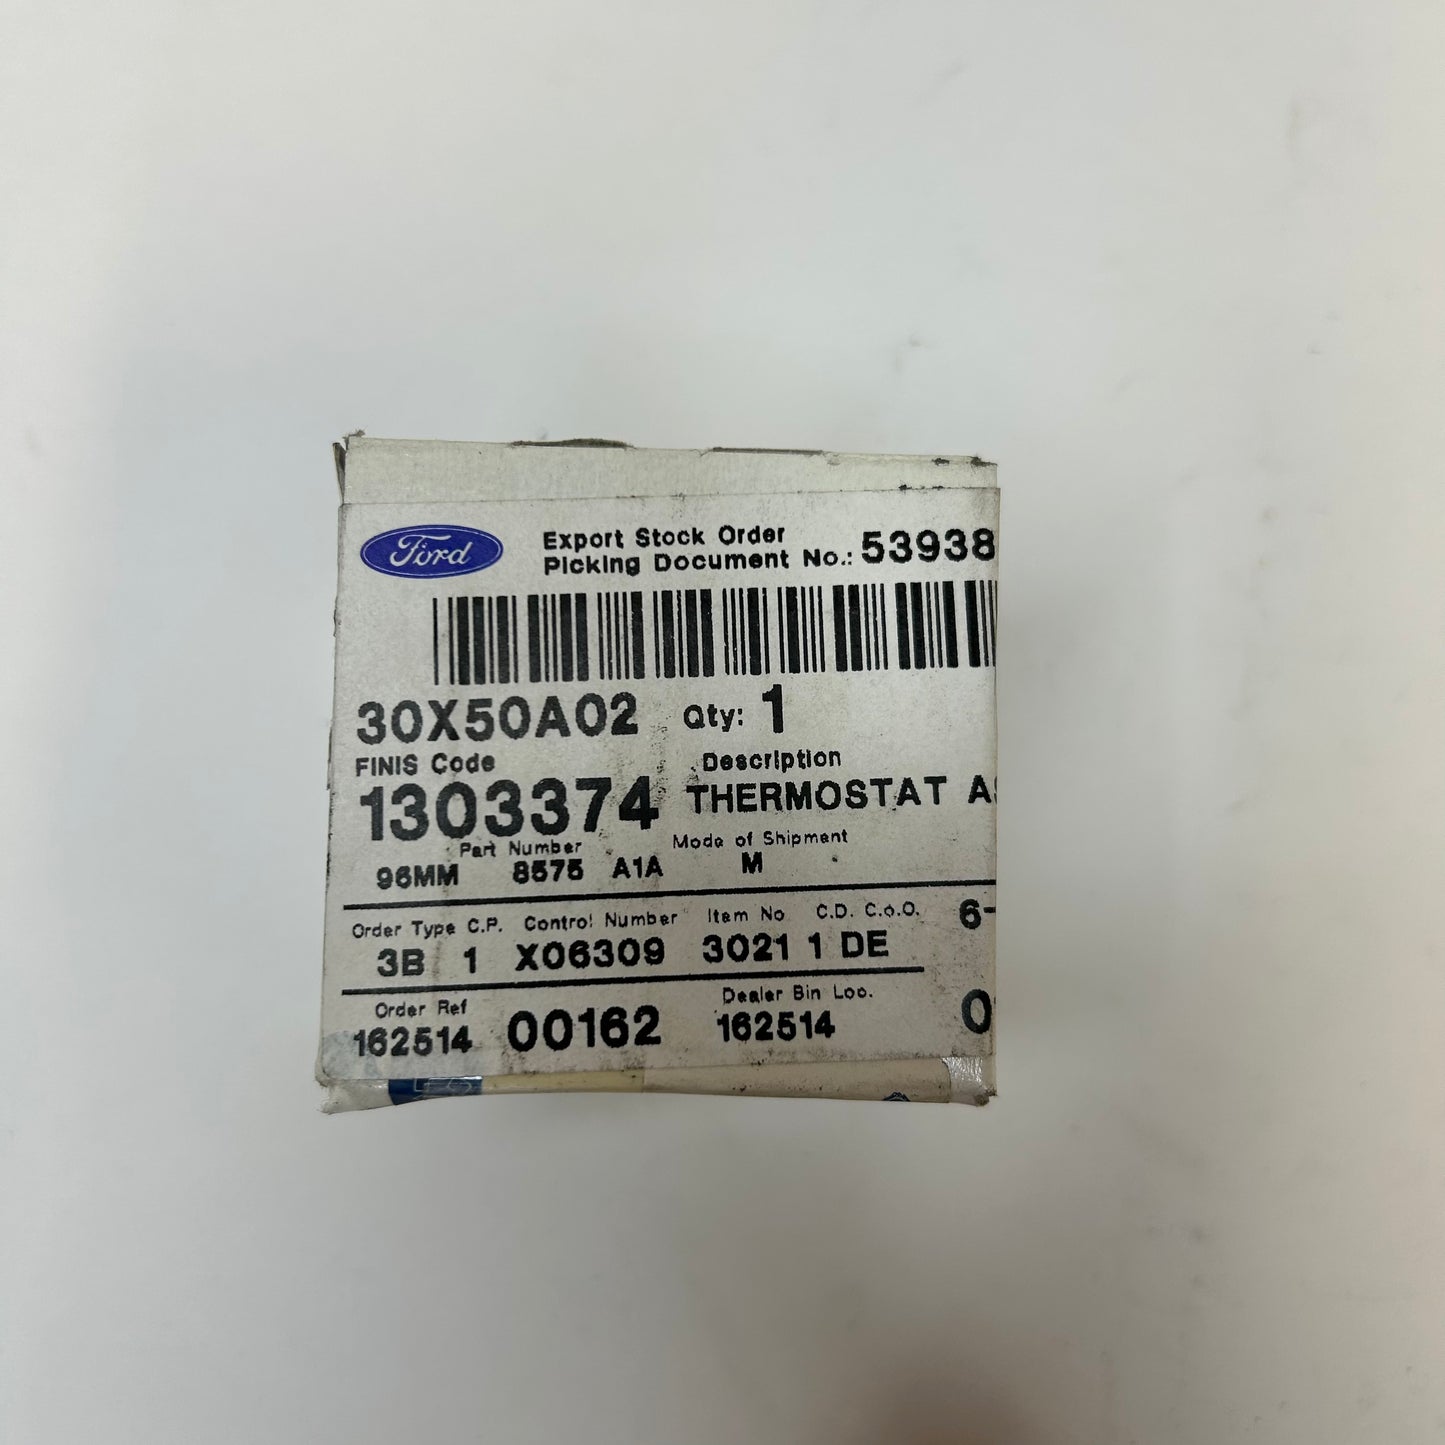 Ford
Export Stock Order
Picking Document No.: 53938
30X50A02 Qty: 1
FINIS Code Description
1303374 THERMOSTAT AS
Part Number Mode of Shipment
96MM 8575 A1A M
Order Type C.P. Control Number Item No C.D. C.o.O. 6-
3B 1 X06309 3021 1 DE
Order Ref Dealer Bin Loc.
162514 00162 162514